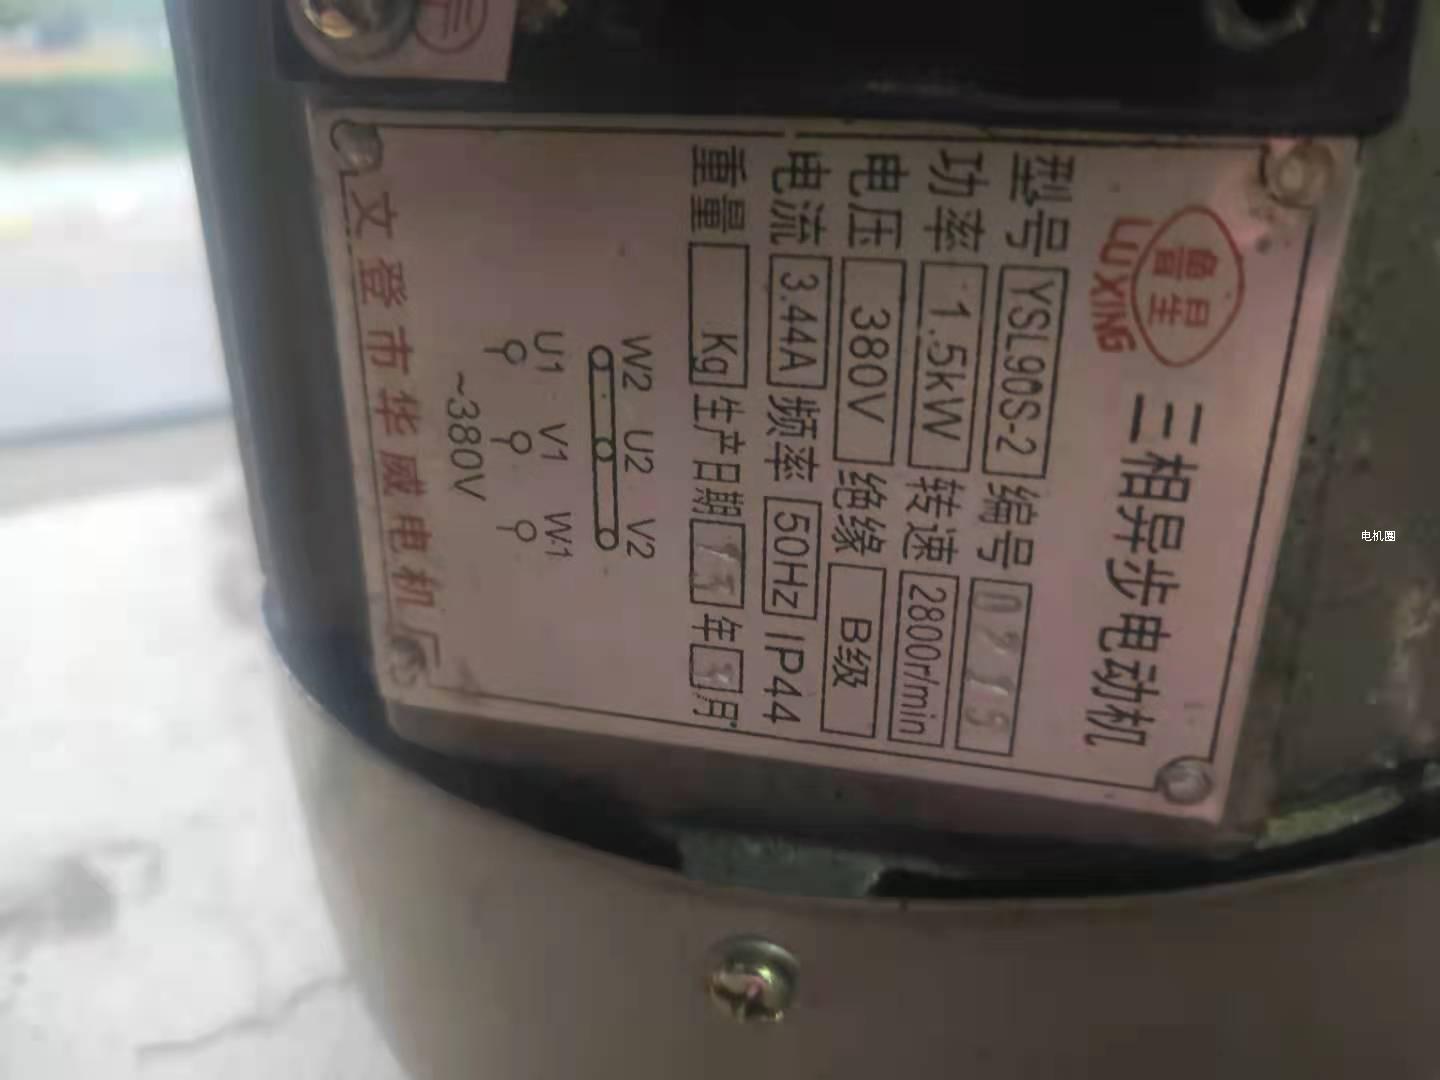 鲁星
LU XING
三相异步电动机
型号 YSL90S-2 编号
功率 1.5kW 转速 2800r/min
电压 380V 绝缘 B级
电流 3.44A 频率 50Hz IP44
重量 Kg 生产日期 年 月
W2 U2 V2
U1 V1 W1
~380V
文登市华威电机厂
电机圈